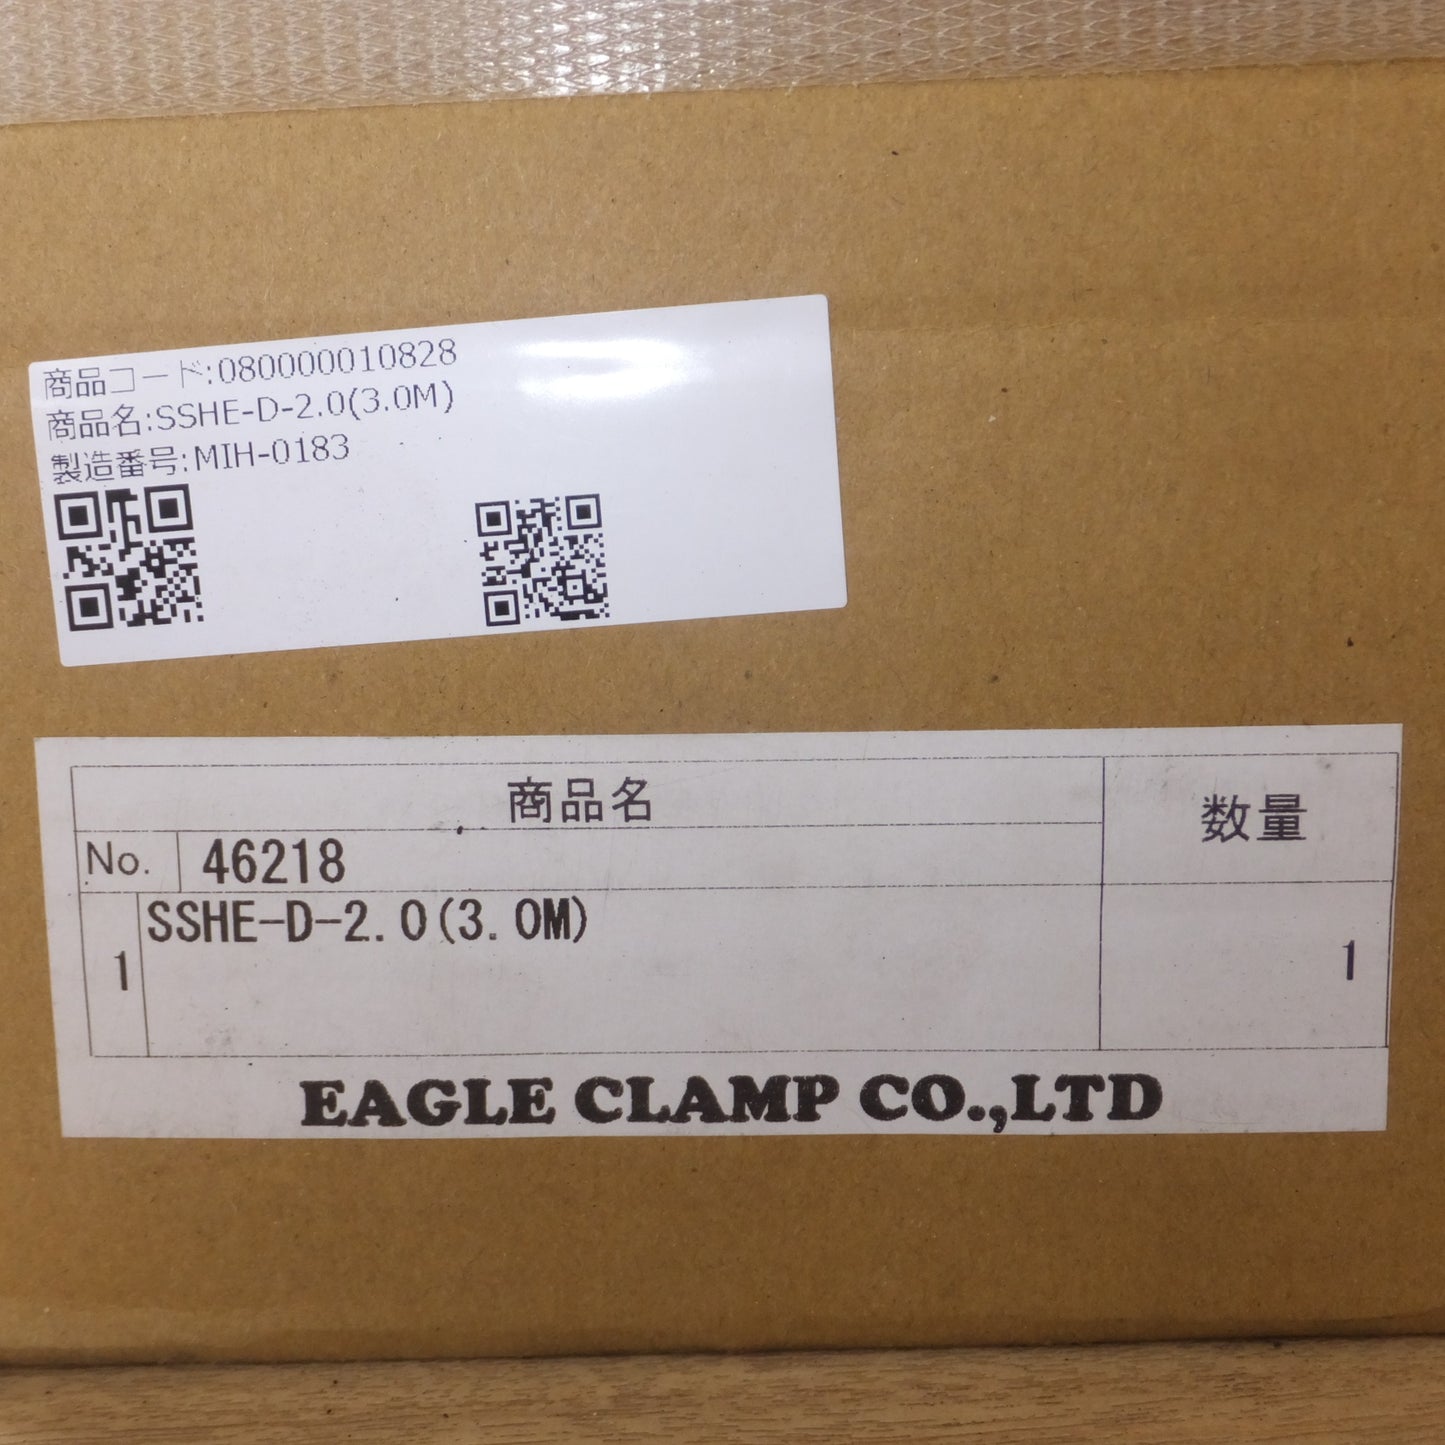 商品コード:080000010828
商品名:SSHE-D-2.0(3.0M)
製造番号:MIH-0183
商品名 数量
No. 46218
1 SSHE-D-2.0(3.0M) 1
EAGLE CLAMP CO.,LTD